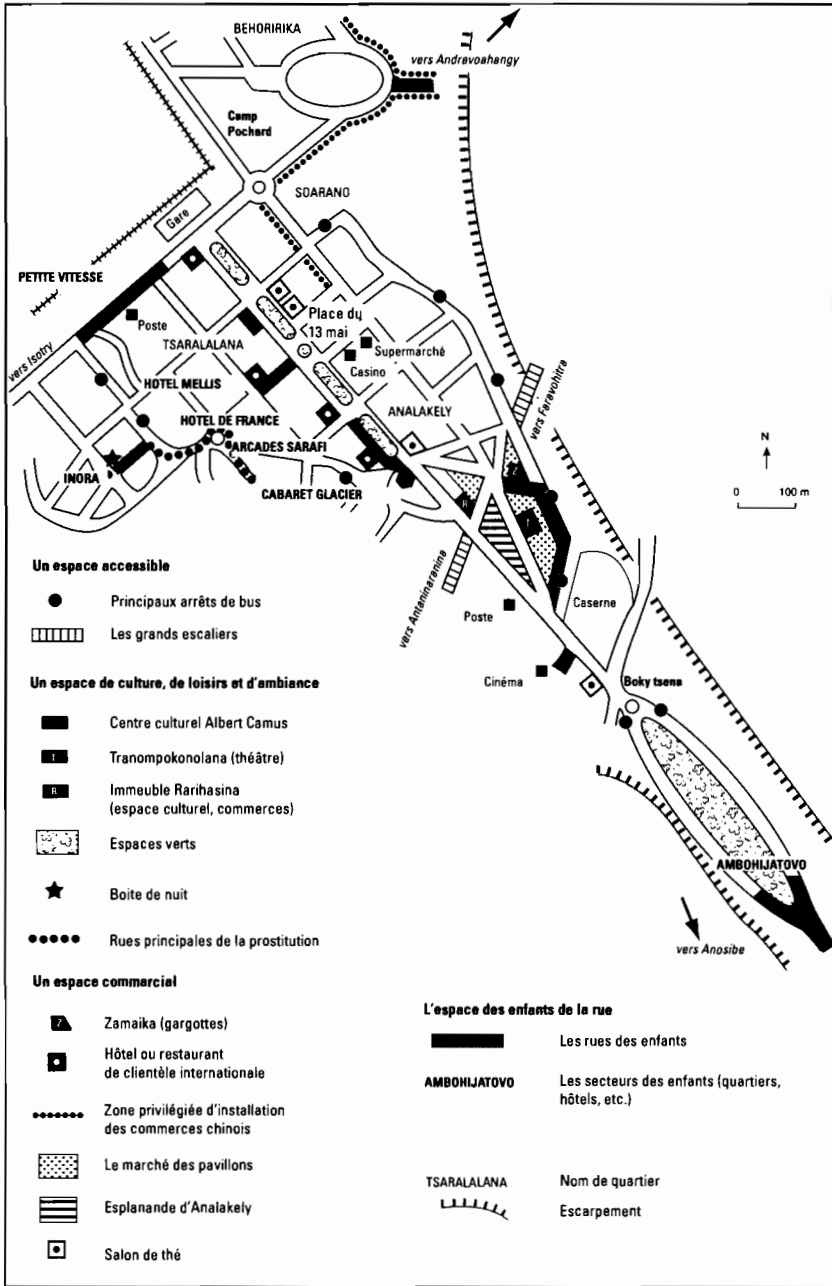 BEHORIRIKA
vers Andravoahangy
Camp
Pochard
SOARANO
Gare
PETITE VITESSE
Poste
Place du
13 mai
TSARALALANA
Supermarché
Casino
vers Isotry
HOTEL MELLIS
ANALAKELY
vers Faravohitra
HOTEL DE FRANCE
ARCADES SARAFI
INORA
CABARET GLACIER
Z
R
T
N
0 100 m
vers Antaninaranina
Caserne
Poste
Cinéma
Boky tsena
AMBOHIJATOVO
vers Anosibe
Un espace accessible
Principaux arrêts de bus
Les grands escaliers
Un espace de culture, de loisirs et d'ambiance
Centre culturel Albert Camus
T Tranompokonolana (théâtre)
R Immeuble Rarihasina
(espace culturel, commerces)
Espaces verts
Boite de nuit
Rues principales de la prostitution
Un espace commercial
Z Zamaika (gargottes)
Hôtel ou restaurant
de clientèle internationale
Zone privilégiée d'installation
des commerces chinois
Le marché des pavillons
Esplanande d'Analakely
Salon de thé
L'espace des enfants de la rue
Les rues des enfants
AMBOHIJATOVO Les secteurs des enfants (quartiers,
hôtels, etc.)
TSARALALANA Nom de quartier
Escarpement